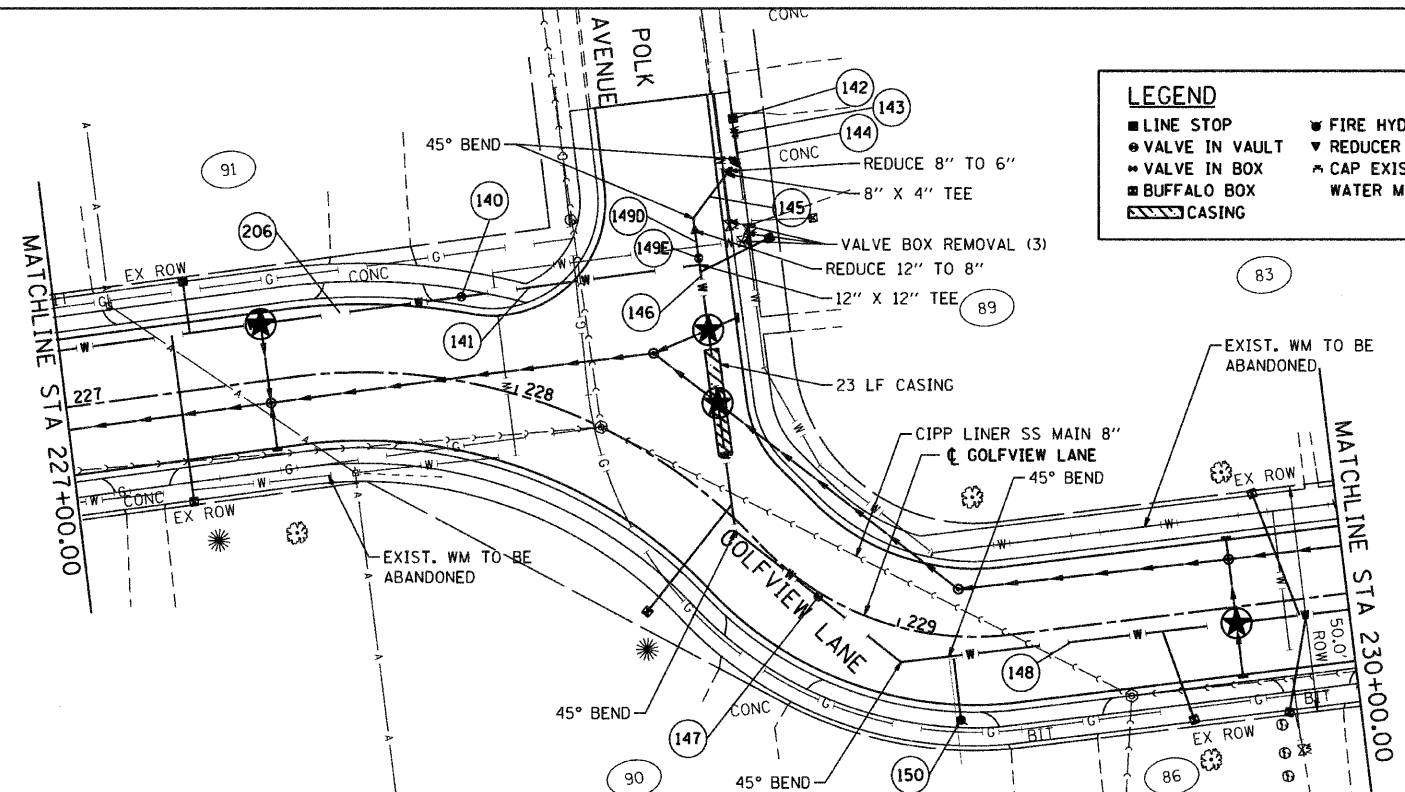 CONC
POLK
AVENUE
142
143
144
CONC
45° BEND
REDUCE 8" TO 6"
8" X 4" TEE
145
VALVE BOX REMOVAL (3)
REDUCE 12" TO 8"
12" X 12" TEE
149D
149E
146
LEGEND
LINE STOP
VALVE IN VAULT
VALVE IN BOX
BUFFALO BOX
CASING
FIRE HYD
REDUCER
CAP EXIS
WATER M
91
206
140
141
EX ROW
CONC
G
G
G
W
W
W
MATCHLINE STA 227+00.00
227
228
89
83
EXIST. WM TO BE
ABANDONED
23 LF CASING
CIPP LINER SS MAIN 8"
℄ GOLFVIEW LANE
45° BEND
MATCHLINE STA 230+00.00
CONC
EX ROW
EX ROW
EXIST. WM TO BE
ABANDONED
GOLFVIEW LANE
229
148
50.0'
ROW
45° BEND
147
CONC
90
45° BEND
150
BIT
BIT
EX ROW
86